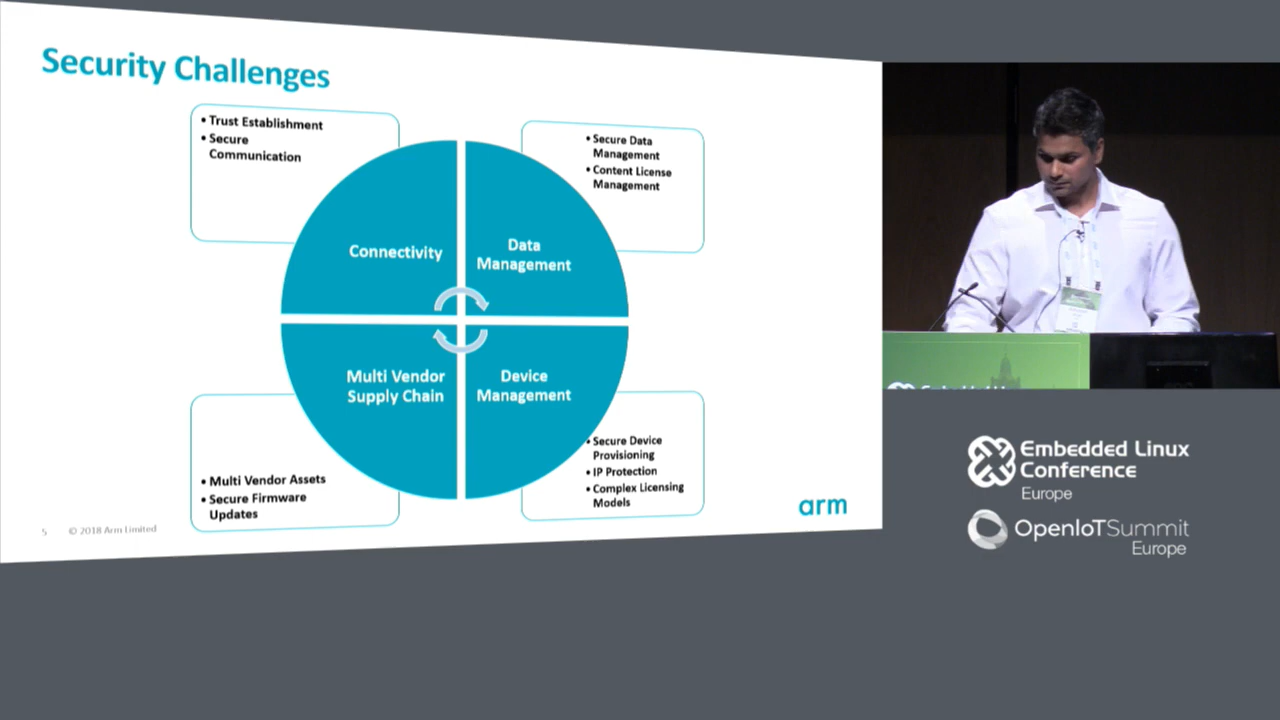 Security Challenges
• Trust Establishment
• Secure
Communication
• Secure Data
Management
• Content License
Management
Connectivity
Data
Management
Multi Vendor
Supply Chain
Device
Management
• Multi Vendor Assets
• Secure Firmware
Updates
• Secure Device
Provisioning
• IP Protection
• Complex Licensing
Models
arm
5 © 2018 Arm Limited
Embedded Linux
Conference
Europe
OpenIoTSummit
Europe